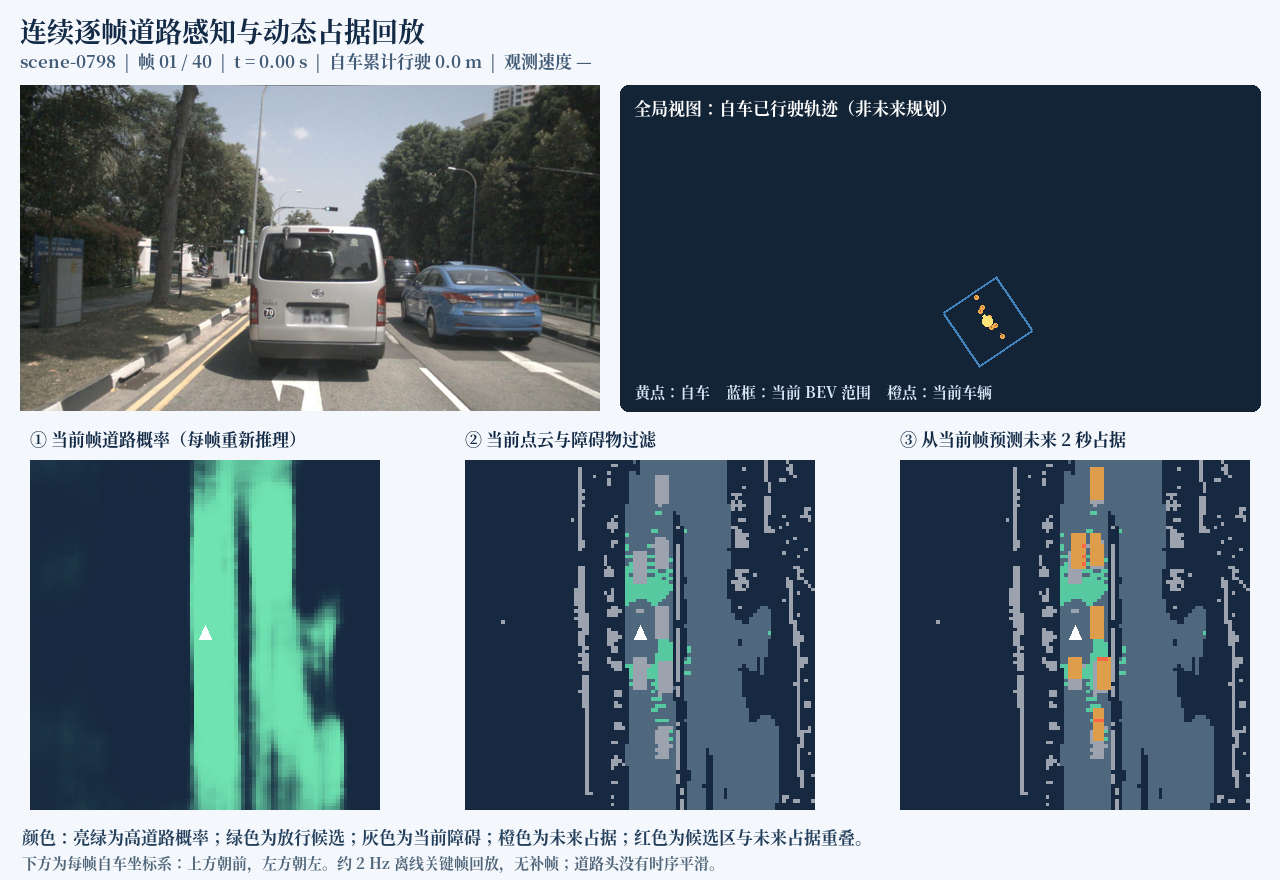 连续逐帧道路感知与动态占据回放
scene-0798 | 帧 01 / 40 | t = 0.00 s | 自车累计行驶 0.0 m | 观测速度 —
全局视图：自车已行驶轨迹（非未来规划）
70
黄点：自车 蓝框：当前 BEV 范围 橙点：当前车辆
① 当前帧道路概率（每帧重新推理）
② 当前点云与障碍物过滤
③ 从当前帧预测未来 2 秒占据
颜色：亮绿为高道路概率；绿色为放行候选；灰色为当前障碍；橙色为未来占据；红色为候选区与未来占据重叠。
下方为每帧自车坐标系：上方朝前，左方朝左。约 2 Hz 离线关键帧回放，无补帧；道路头没有时序平滑。